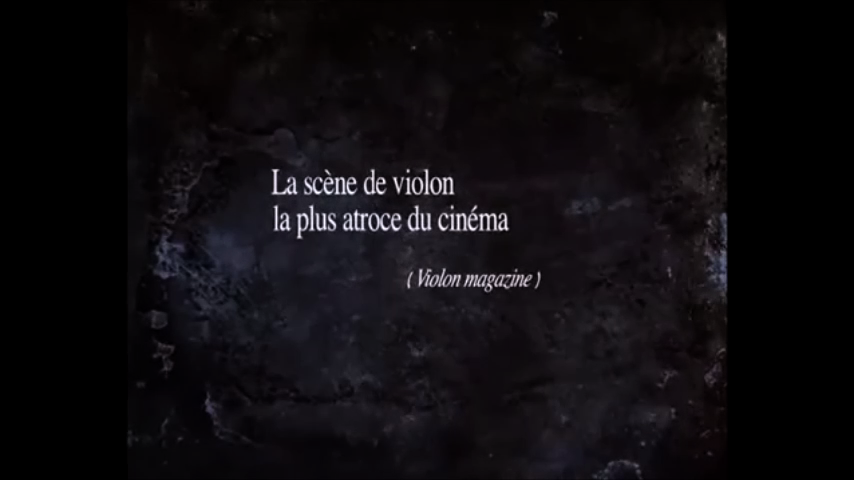 La scène de violon
la plus atroce du cinéma
( Violon magazine )